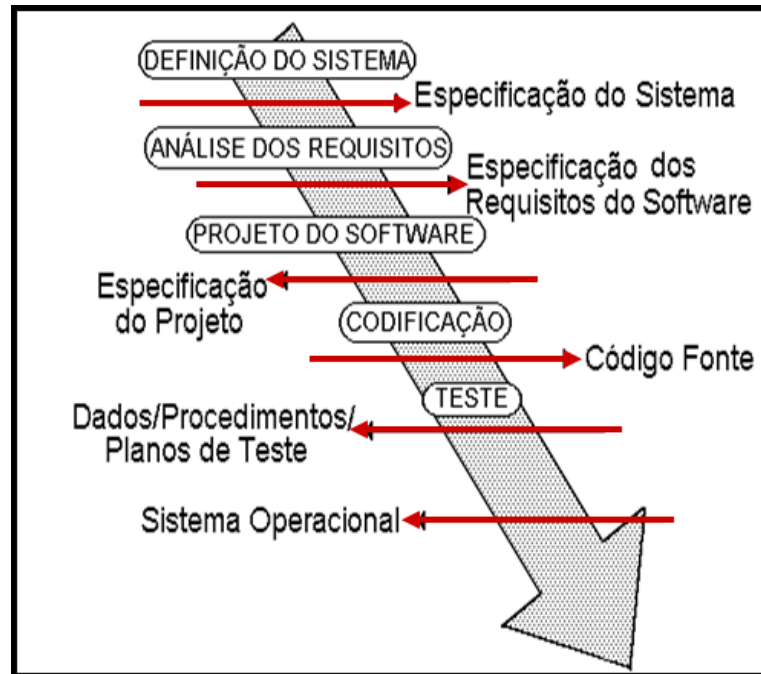 DEFINIÇÃO DO SISTEMA
Especificação do Sistema
ANÁLISE DOS REQUISITOS
Especificação dos
Requisitos do Software
PROJETO DO SOFTWARE
Especificação
do Projeto
CODIFICAÇÃO
Código Fonte
TESTE
Dados/Procedimentos/
Planos de Teste
Sistema Operacional